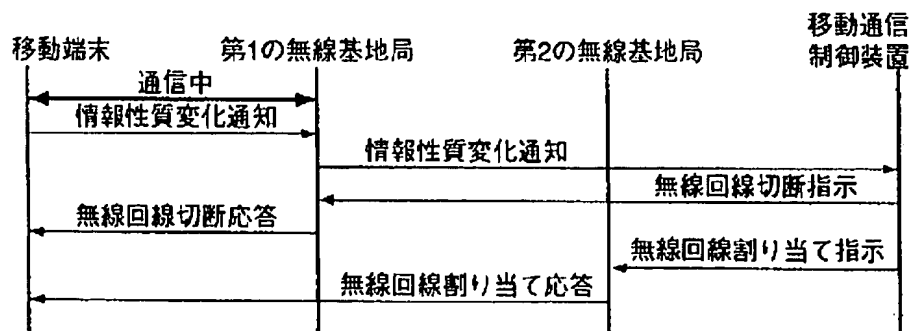 移動端末
第1の無線基地局
第2の無線基地局
移動通信
制御装置
通信中
情報性質変化通知
情報性質変化通知
無線回線切断指示
無線回線切断応答
無線回線割り当て指示
無線回線割り当て応答